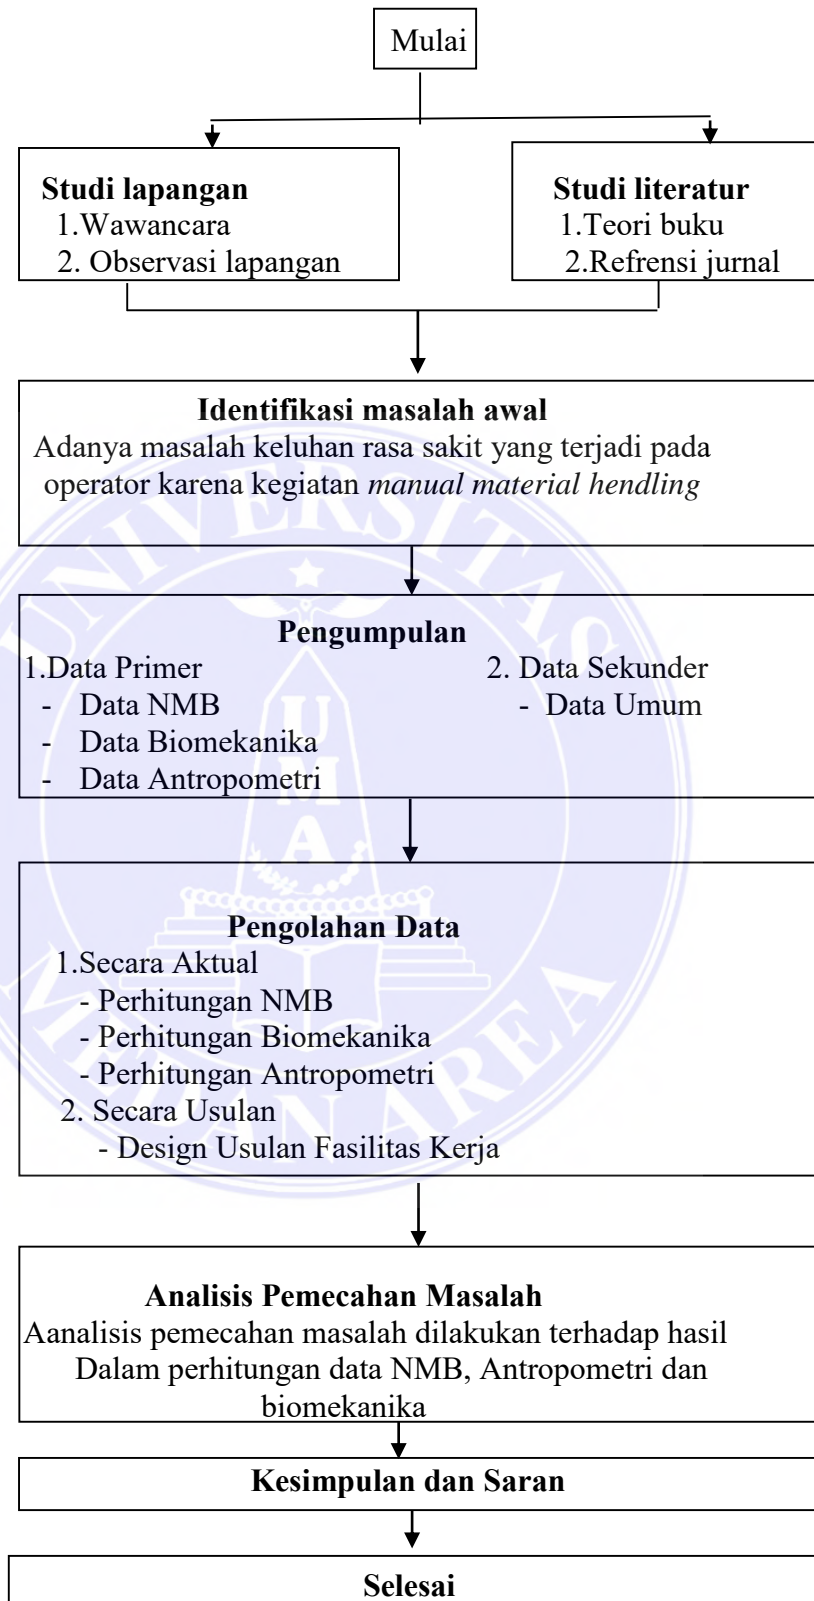 Mulai
Studi lapangan
1.Wawancara
2. Observasi lapangan
Studi literatur
1.Teori buku
2.Refrensi jurnal
Identifikasi masalah awal
Adanya masalah keluhan rasa sakit yang terjadi pada
operator karena kegiatan manual material hendling
Pengumpulan
1.Data Primer
- Data NMB
- Data Biomekanika
- Data Antropometri
2. Data Sekunder
- Data Umum
Pengolahan Data
1.Secara Aktual
- Perhitungan NMB
- Perhitungan Biomekanika
- Perhitungan Antropometri
2. Secara Usulan
- Design Usulan Fasilitas Kerja
Analisis Pemecahan Masalah
Aanalisis pemecahan masalah dilakukan terhadap hasil
Dalam perhitungan data NMB, Antropometri dan
biomekanika
Kesimpulan dan Saran
Selesai
UNIVERSITAS
MEDAN AREA
U
M
A